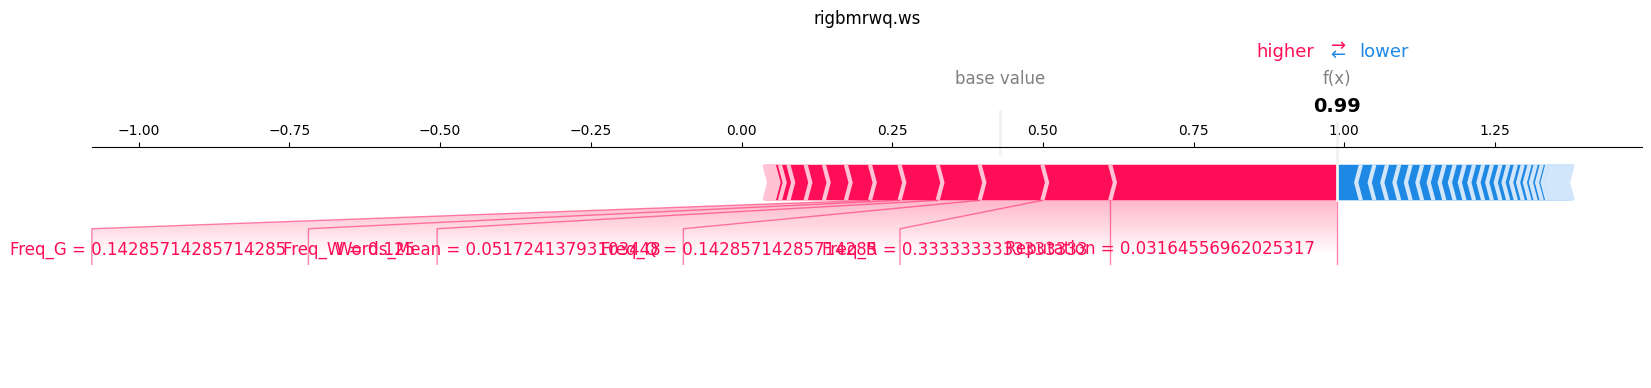 rigbmrwq.ws
higher ⇄ lower
base value f(x)
0.99
−1.00 −0.75 −0.50 −0.25 0.00 0.25 0.50 0.75 1.00 1.25
Freq_G = 0.14285714285714285 Freq_W = 0.125 Words_Mean = 0.05172413793103448 Freq_Q = 0.14285714285714285 Freq_R = 0.3333333333333333 Reputation = 0.03164556962025317